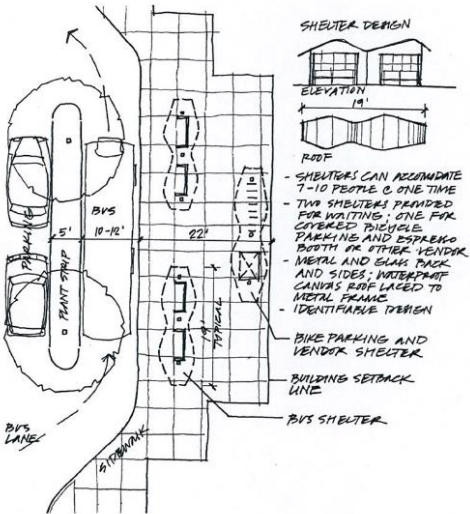 SHELTER DESIGN
ELEVATION
19'
ROOF
- SHELTERS CAN ACCOMODATE
7-10 PEOPLE @ ONE TIME
- TWO SHELTERS PROVIDED
FOR WAITING; ONE FOR
COVERED BICYCLE
PARKING AND ESPRESSO
BOOTH OR OTHER VENDOR
- METAL AND GLASS BACK
AND SIDES; WATERPROOF
CANVAS ROOF LACED TO
METAL FRAME
- IDENTIFIABLE DESIGN
BIKE PARKING AND
VENDOR SHELTER
BUILDING SETBACK
LINE
BUS SHELTER
PARKING
5'
BUS
10-12'
22'
PLANT STRIP
19'
TYPICAL
BUS
LANE
SIDEWALK